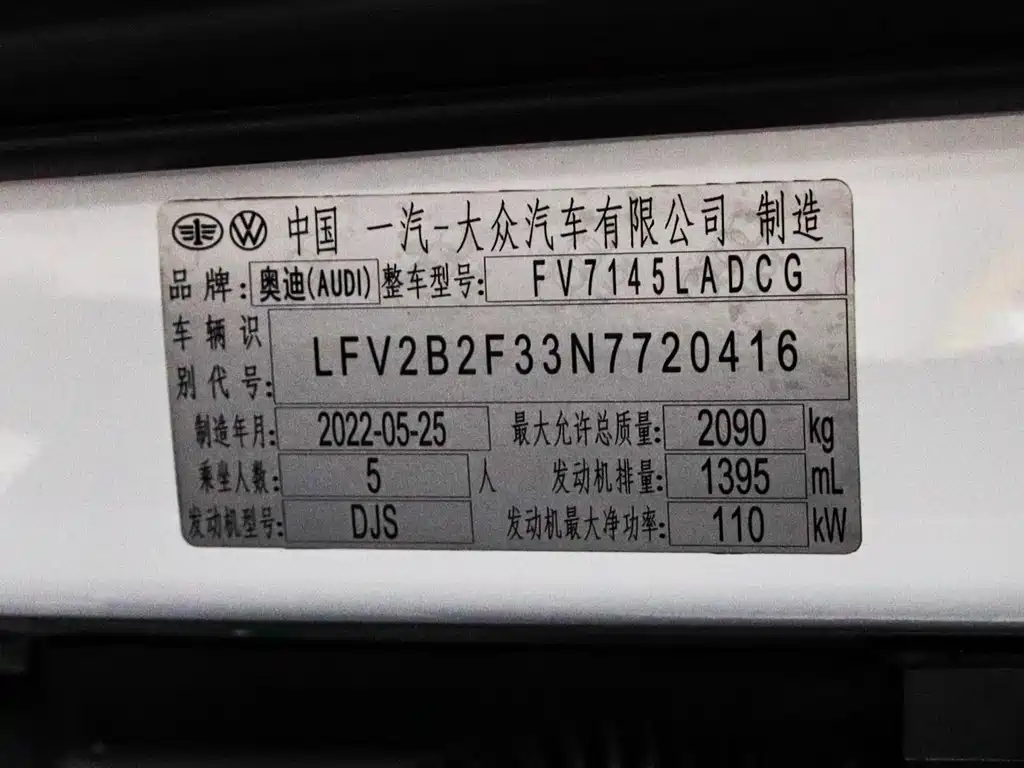 中国 一汽-大众汽车有限公司 制造
品牌: 奥迪(AUDI) 整车型号: FV7145LADCG
车辆识别代号: LFV2B2F33N7720416
制造年月: 2022-05-25 最大允许总质量: 2090 kg
乘坐人数: 5 人 发动机排量: 1395 mL
发动机型号: DJS 发动机最大净功率: 110 kW